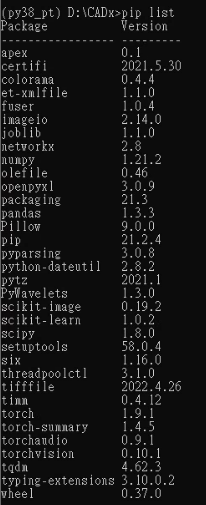 (py38_pt) D:\CADx>pip list
Package Version
----------------- ---------
apex 0.1
certifi 2021.5.30
colorama 0.4.4
et-xmlfile 1.1.0
fuser 1.0.4
imageio 2.14.0
joblib 1.1.0
networkx 2.8
numpy 1.21.2
olefile 0.46
openpyxl 3.0.9
packaging 21.3
pandas 1.3.3
Pillow 9.0.0
pip 21.2.4
pyparsing 3.0.8
python-dateutil 2.8.2
pytz 2021.1
PyWavelets 1.3.0
scikit-image 0.19.2
scikit-learn 1.0.2
scipy 1.8.0
setuptools 58.0.4
six 1.16.0
threadpoolctl 3.1.0
tifffile 2022.4.26
timm 0.4.12
torch 1.9.1
torch-summary 1.4.5
torchaudio 0.9.1
torchvision 0.10.1
tqdm 4.62.3
typing-extensions 3.10.0.2
wheel 0.37.0